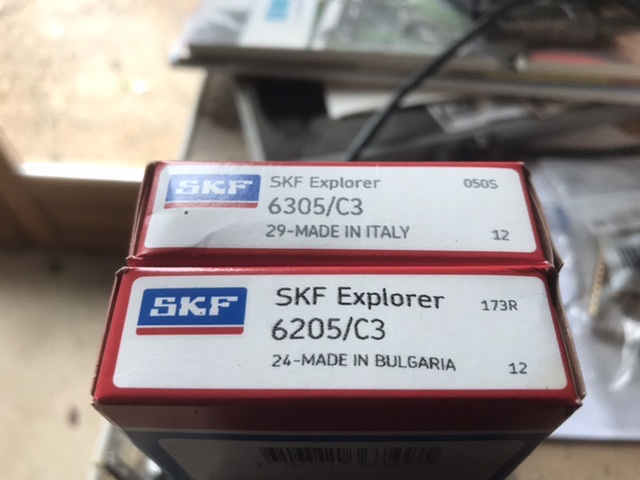 SKF
SKF Explorer
050S
6305/C3
29-MADE IN ITALY
12
SKF
SKF Explorer
173R
6205/C3
24-MADE IN BULGARIA
12